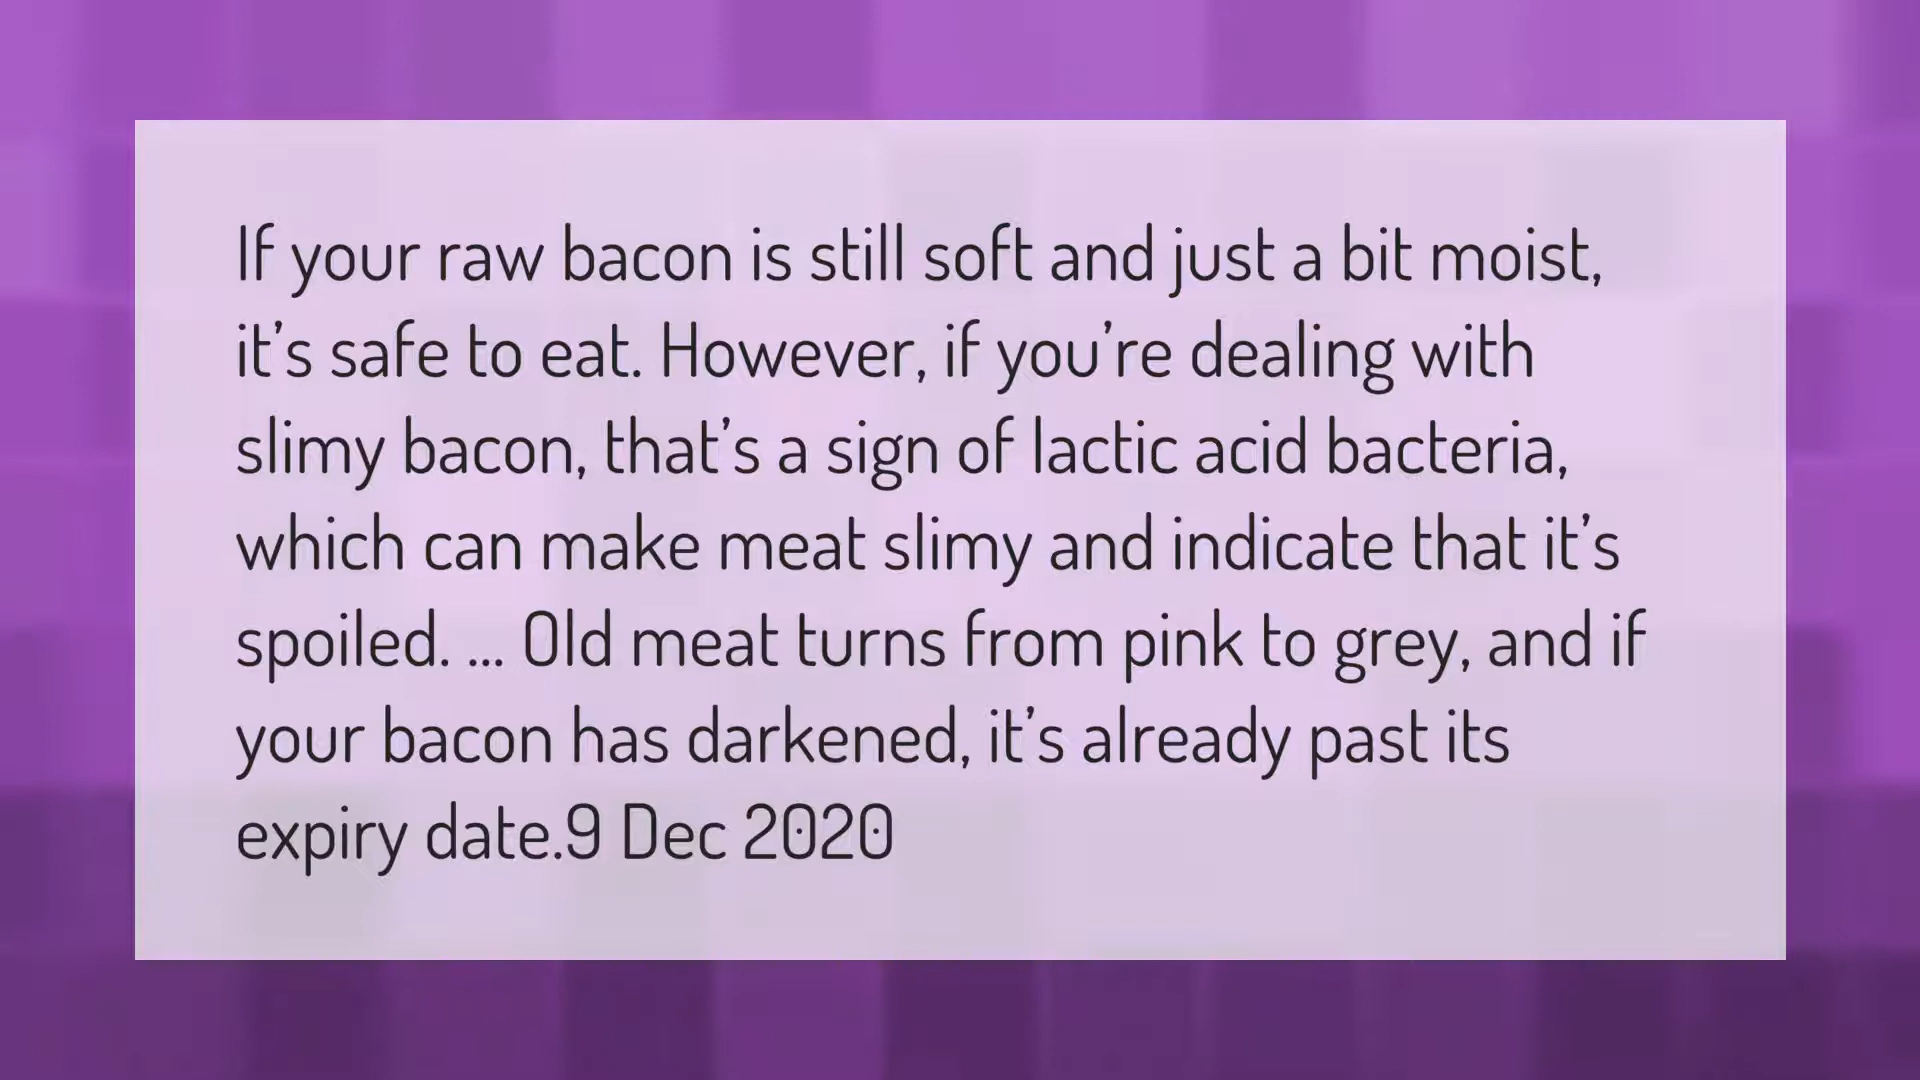 If your raw bacon is still soft and just a bit moist,
it’s safe to eat. However, if you’re dealing with
slimy bacon, that’s a sign of lactic acid bacteria,
which can make meat slimy and indicate that it’s
spoiled. ... Old meat turns from pink to grey, and if
your bacon has darkened, it’s already past its
expiry date.9 Dec 2020